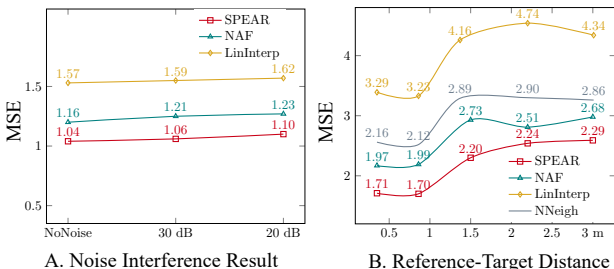 SPEAR
NAF
LinInterp
1.57
1.59
1.62
1.16
1.21
1.23
1.04
1.06
1.10
1.5
1
0.5
MSE
NoNoise
30 dB
20 dB
A. Noise Interference Result
3.29
3.23
4.16
4.74
4.34
2.16
2.12
2.89
2.90
2.86
1.97
1.99
2.73
2.51
2.68
1.71
1.70
2.20
2.24
2.29
SPEAR
NAF
LinInterp
NNeigh
4
3
2
MSE
0.5
1
1.5
2
3 m
B. Reference-Target Distance